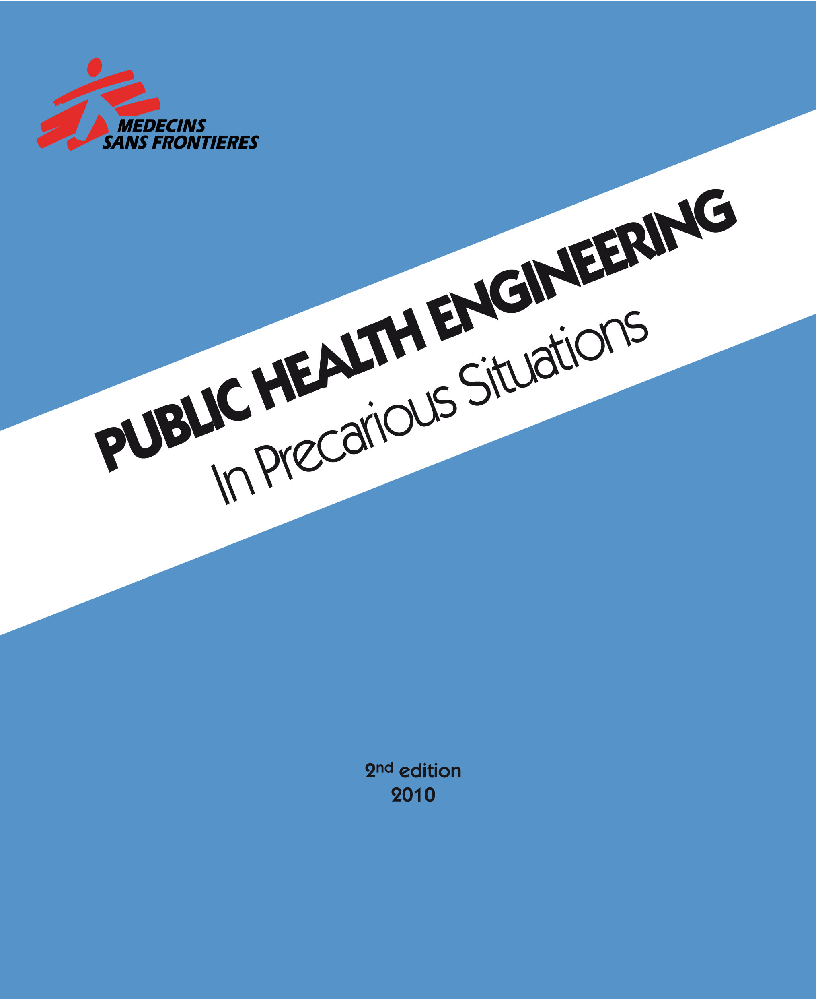 MEDECINS
SANS FRONTIERES
PUBLIC HEALTH ENGINEERING
In Precarious Situations
2nd edition
2010